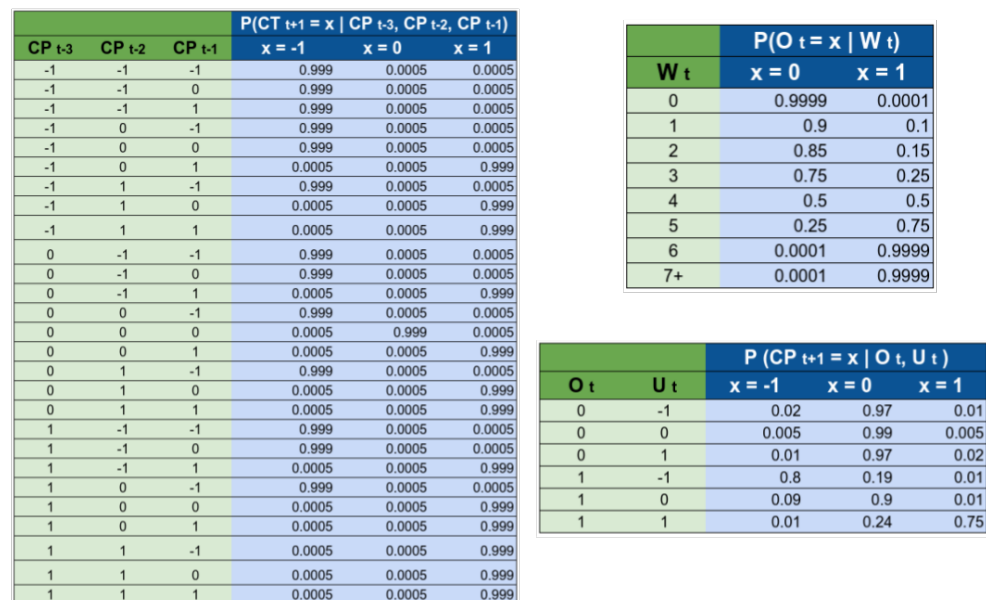 P(CT t+1 = x | CP t-3, CP t-2, CP t-1)
CP t-3 CP t-2 CP t-1 x = -1 x = 0 x = 1
-1 -1 -1 0.999 0.0005 0.0005
-1 -1 0 0.999 0.0005 0.0005
-1 -1 1 0.999 0.0005 0.0005
-1 0 -1 0.999 0.0005 0.0005
-1 0 0 0.999 0.0005 0.0005
-1 0 1 0.0005 0.0005 0.999
-1 1 -1 0.999 0.0005 0.0005
-1 1 0 0.0005 0.0005 0.999
-1 1 1 0.0005 0.0005 0.999
0 -1 -1 0.999 0.0005 0.0005
0 -1 0 0.999 0.0005 0.0005
0 -1 1 0.0005 0.0005 0.999
0 0 -1 0.999 0.0005 0.0005
0 0 0 0.0005 0.999 0.0005
0 0 1 0.0005 0.0005 0.999
0 1 -1 0.999 0.0005 0.0005
0 1 0 0.0005 0.0005 0.999
0 1 1 0.0005 0.0005 0.999
1 -1 -1 0.999 0.0005 0.0005
1 -1 0 0.999 0.0005 0.0005
1 -1 1 0.0005 0.0005 0.999
1 0 -1 0.999 0.0005 0.0005
1 0 0 0.0005 0.0005 0.999
1 0 1 0.0005 0.0005 0.999
1 1 -1 0.0005 0.0005 0.999
1 1 0 0.0005 0.0005 0.999
1 1 1 0.0005 0.0005 0.999
P(O t = x | W t)
W t x = 0 x = 1
0 0.9999 0.0001
1 0.9 0.1
2 0.85 0.15
3 0.75 0.25
4 0.5 0.5
5 0.25 0.75
6 0.0001 0.9999
7+ 0.0001 0.9999
P (CP t+1 = x | O t, U t )
O t U t x = -1 x = 0 x = 1
0 -1 0.02 0.97 0.01
0 0 0.005 0.99 0.005
0 1 0.01 0.97 0.02
1 -1 0.8 0.19 0.01
1 0 0.09 0.9 0.01
1 1 0.01 0.24 0.75